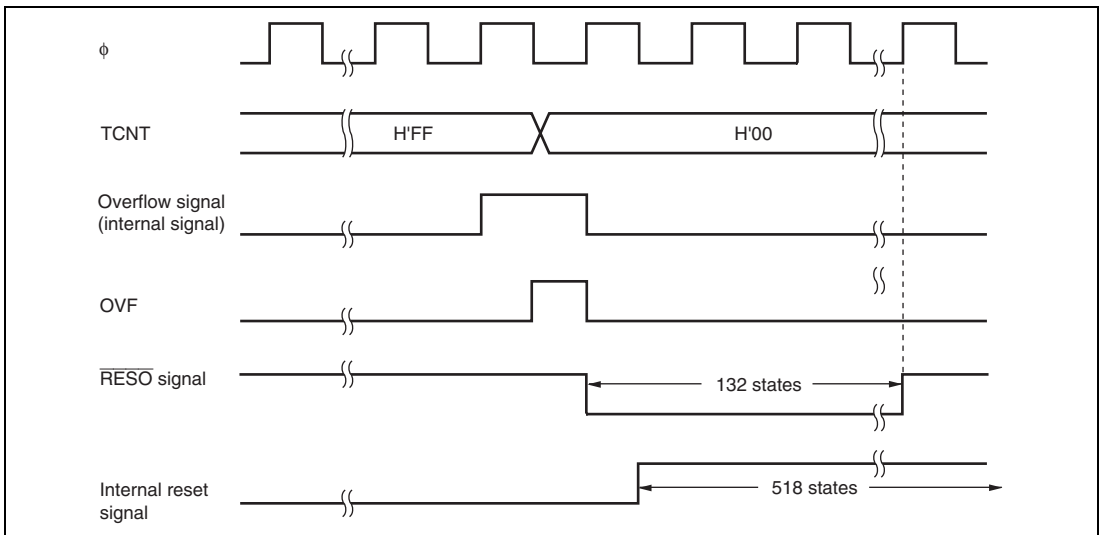 ϕ
TCNT
H'FF
H'00
Overflow signal
(internal signal)
OVF
RESO signal
132 states
Internal reset
signal
518 states